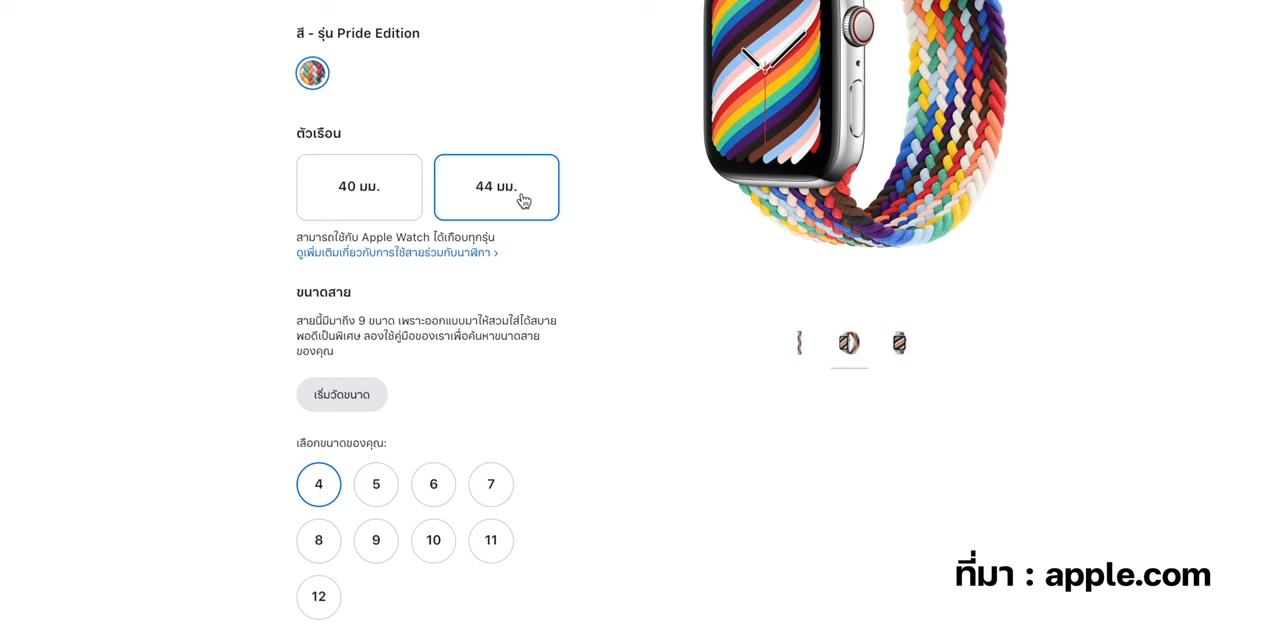 สี - รุ่น Pride Edition
ตัวเรือน
40 มม.
44 มม.
สามารถใช้กับ Apple Watch ได้เกือบทุกรุ่น
ดูเพิ่มเติมเกี่ยวกับการใช้สายร่วมกับนาฬิกา ›
ขนาดสาย
สายนี้มีมาถึง 9 ขนาด เพราะออกแบบมาให้สวมใส่ได้สบาย
พอดีเป็นพิเศษ ลองใช้คู่มือของเราเพื่อค้นหาขนาดสาย
ของคุณ
เริ่มวัดขนาด
เลือกขนาดของคุณ:
4 5 6 7
8 9 10 11
12
ที่มา : apple.com